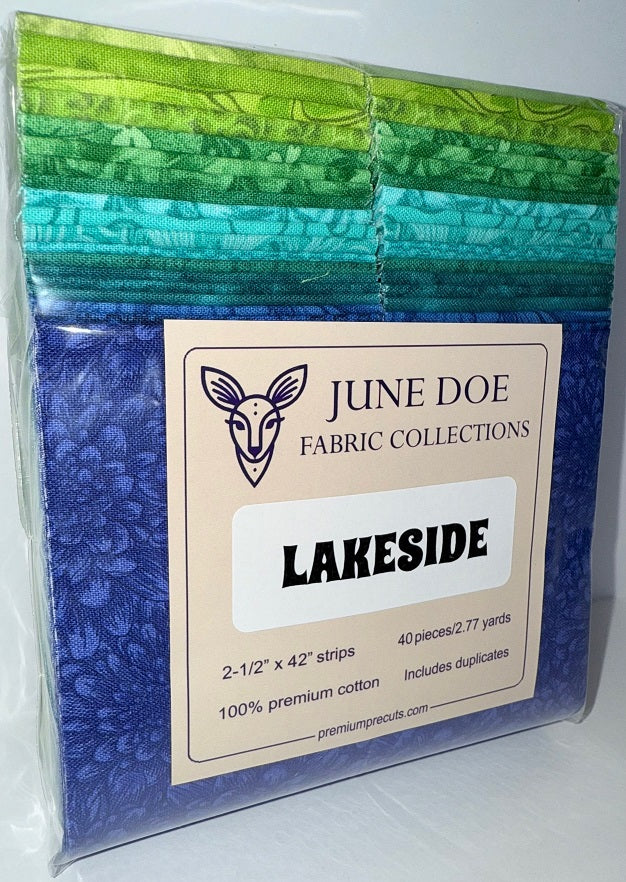 JUNE DOE
FABRIC COLLECTIONS
LAKESIDE
2-1/2” x 42” strips
40 pieces/2.77 yards
100% premium cotton
Includes duplicates
premiumprecuts.com